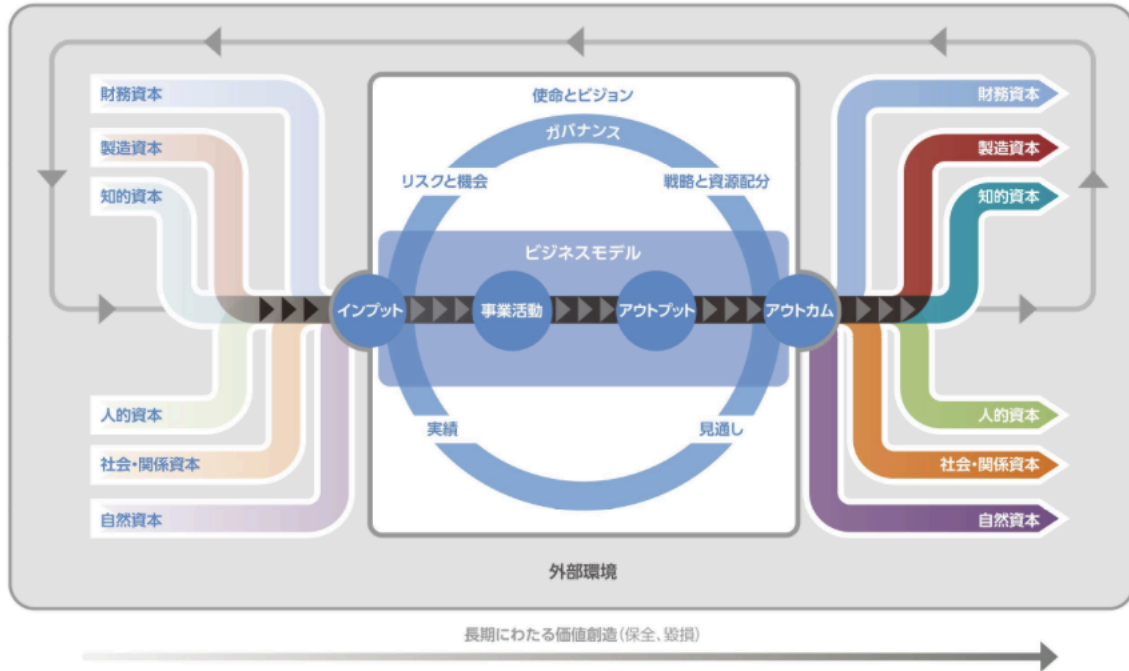 財務資本
製造資本
知的資本
人的資本
社会・関係資本
自然資本
使命とビジョン
ガバナンス
リスクと機会
戦略と資源配分
ビジネスモデル
インプット
事業活動
アウトプット
アウトカム
実績
見通し
財務資本
製造資本
知的資本
人的資本
社会・関係資本
自然資本
外部環境
長期にわたる価値創造(保全、毀損)